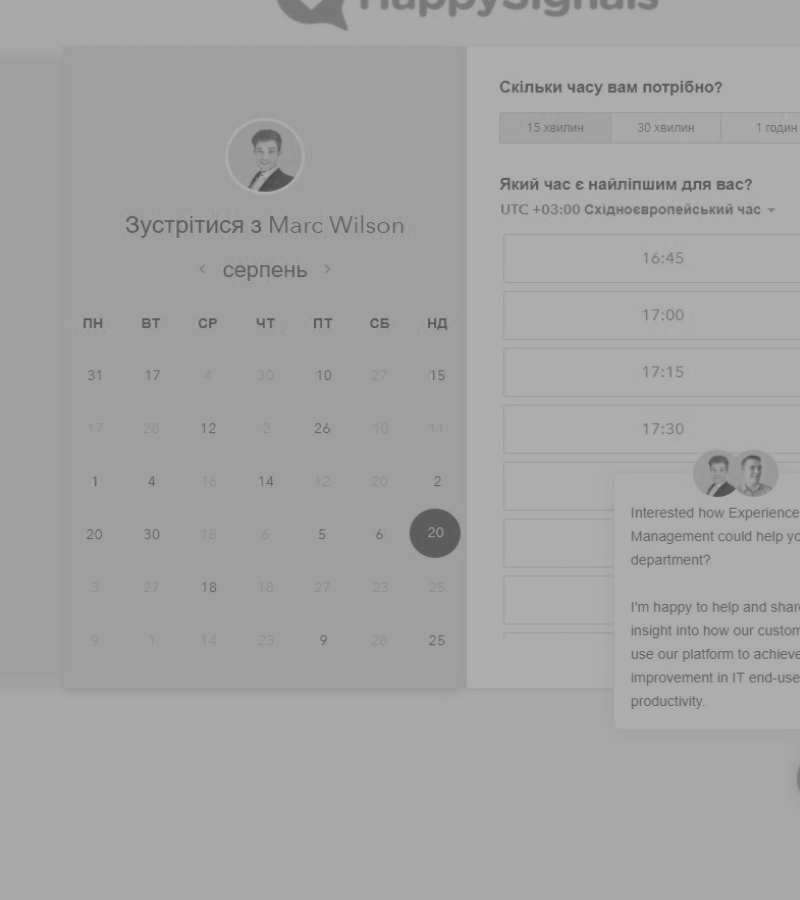 HappySignals
Зустрітися з Marc Wilson
серпень
ПН ВТ СР ЧТ ПТ СБ НД
31 17 4 30 10 27 15
17 28 12 2 26 10 11
1 4 16 14 12 20 2
20 30 18 6 5 6 20
3 27 18 18 27 23 25
9 1 14 23 9 28 25
Скільки часу вам потрібно?
15 хвилин 30 хвилин 1 годин
Який час є найліпшим для вас?
UTC +03:00 Східноєвропейський час
16:45
17:00
17:15
17:30
Interested how Experience
Management could help yo
department?
I'm happy to help and shar
insight into how our custom
use our platform to achieve
improvement in IT end-use
productivity.